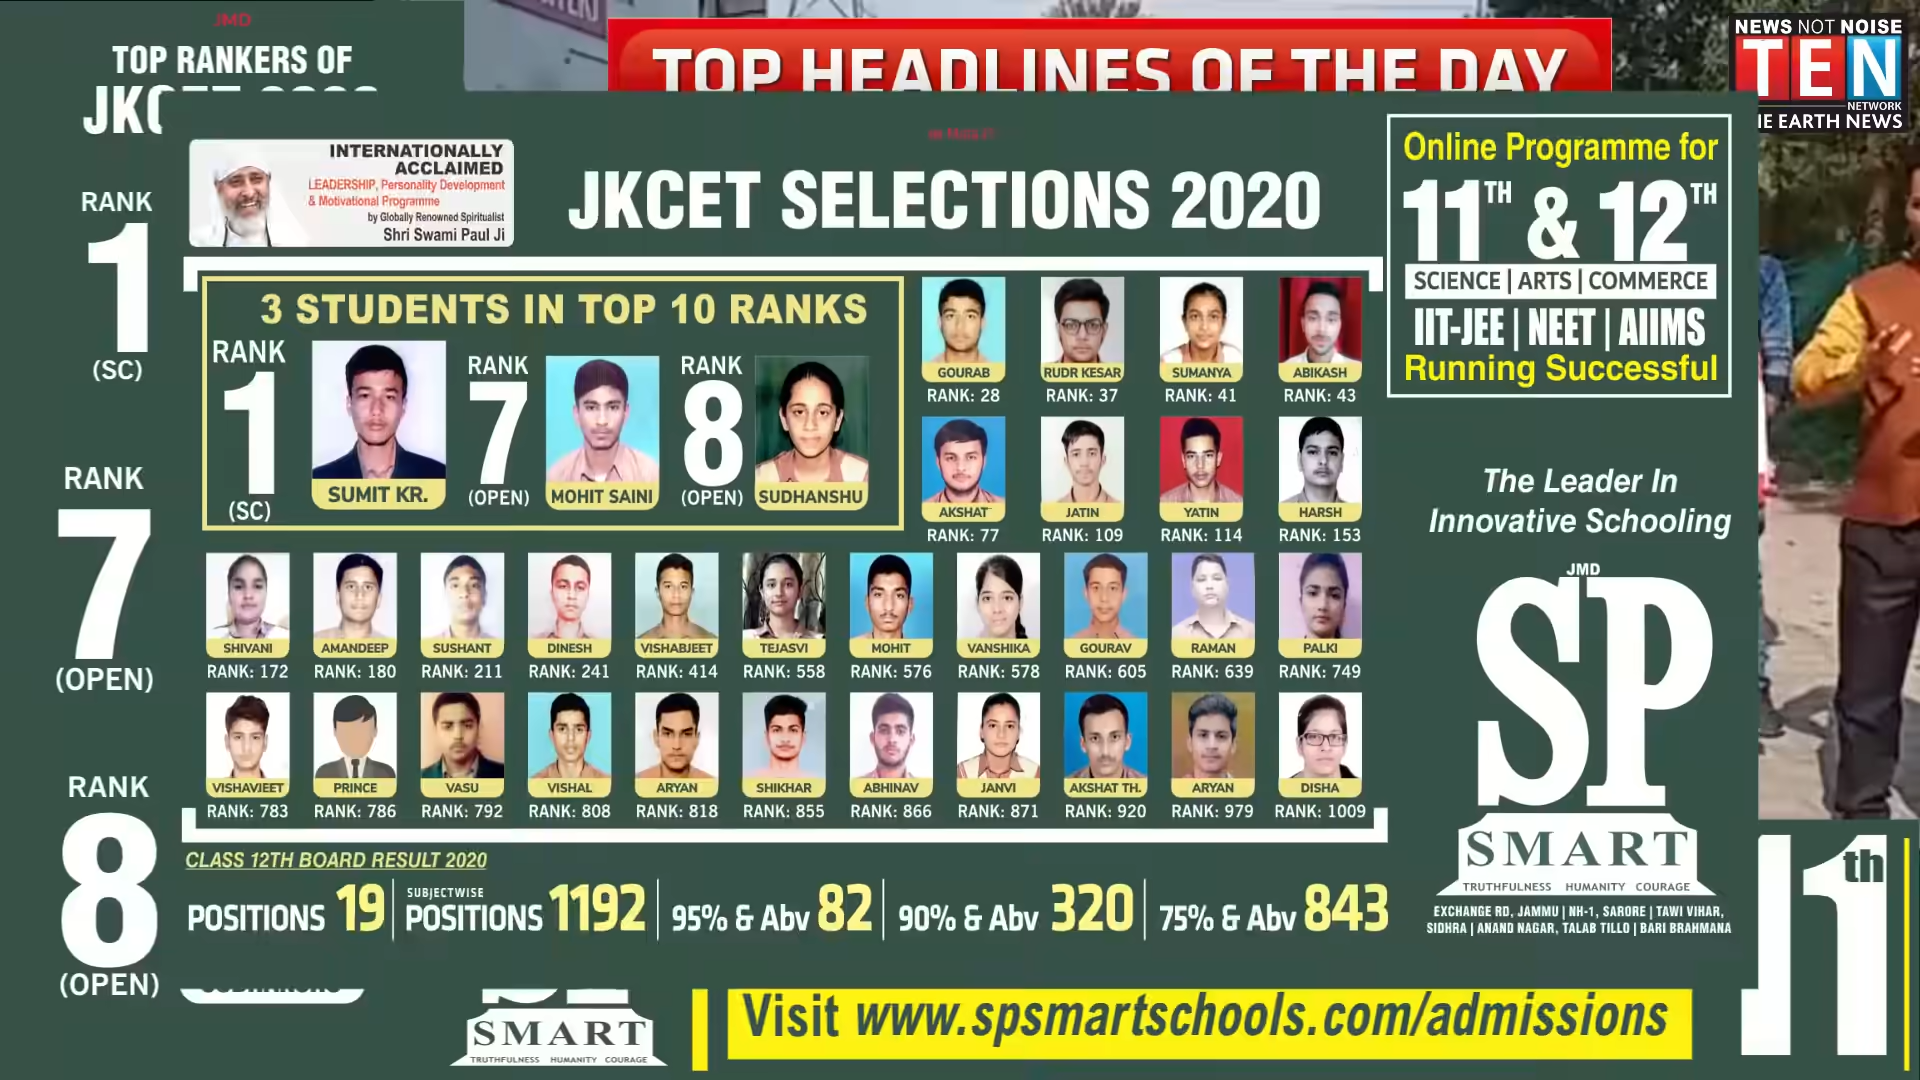 JMD
TOP RANKERS OF
TOP HEADLINES OF THE DAY
NEWS NOT NOISE
TEN
NETWORK
E EARTH NEWS
RANK
1
(SC)
RANK
7
(OPEN)
RANK
8
(OPEN)
INTERNATIONALLY
ACCLAIMED
LEADERSHIP, Personality Development
& Motivational Programme
by Globally Renowned Spiritualist
Shri Swami Paul Ji
JKCET SELECTIONS 2020
3 STUDENTS IN TOP 10 RANKS
RANK
1
(SC)
SUMIT KR.
RANK
7
(OPEN)
MOHIT SAINI
RANK
8
(OPEN)
SUDHANSHU
GOURAB RUDR KESAR SUMANYA ABIKASH
RANK: 28 RANK: 37 RANK: 41 RANK: 43
AKSHAT JATIN YATIN HARSH
RANK: 77 RANK: 109 RANK: 114 RANK: 153
SHIVANI AMANDEEP SUSHANT DINESH VISHABJEET TEJASVI MOHIT VANSHIKA GOURAV RAMAN PALKI
RANK: 172 RANK: 180 RANK: 211 RANK: 241 RANK: 414 RANK: 558 RANK: 576 RANK: 578 RANK: 605 RANK: 639 RANK: 749
VISHAVJEET PRINCE VASU VISHAL ARYAN SHIKHAR ABHINAV JANVI AKSHAT TH. ARYAN DISHA
RANK: 783 RANK: 786 RANK: 792 RANK: 808 RANK: 818 RANK: 855 RANK: 866 RANK: 871 RANK: 920 RANK: 979 RANK: 1009
CLASS 12TH BOARD RESULT 2020
POSITIONS 19 SUBJECTWISE POSITIONS 1192 95% & Abv 82 90% & Abv 320 75% & Abv 843
Online Programme for
11TH & 12TH
SCIENCE | ARTS | COMMERCE
IIT-JEE | NEET | AIIMS
Running Successful
The Leader In
Innovative Schooling
JMD
SP
SMART
TRUTHFULNESS HUMANITY COURAGE
EXCHANGE RD, JAMMU | NH-1, SARORE | TAWI VIHAR,
SIDHRA | ANAND NAGAR, TALAB TILLO | BARI BRAHMANA
11th
SMART
TRUTHFULNESS HUMANITY COURAGE
Visit www.spsmartschools.com/admissions